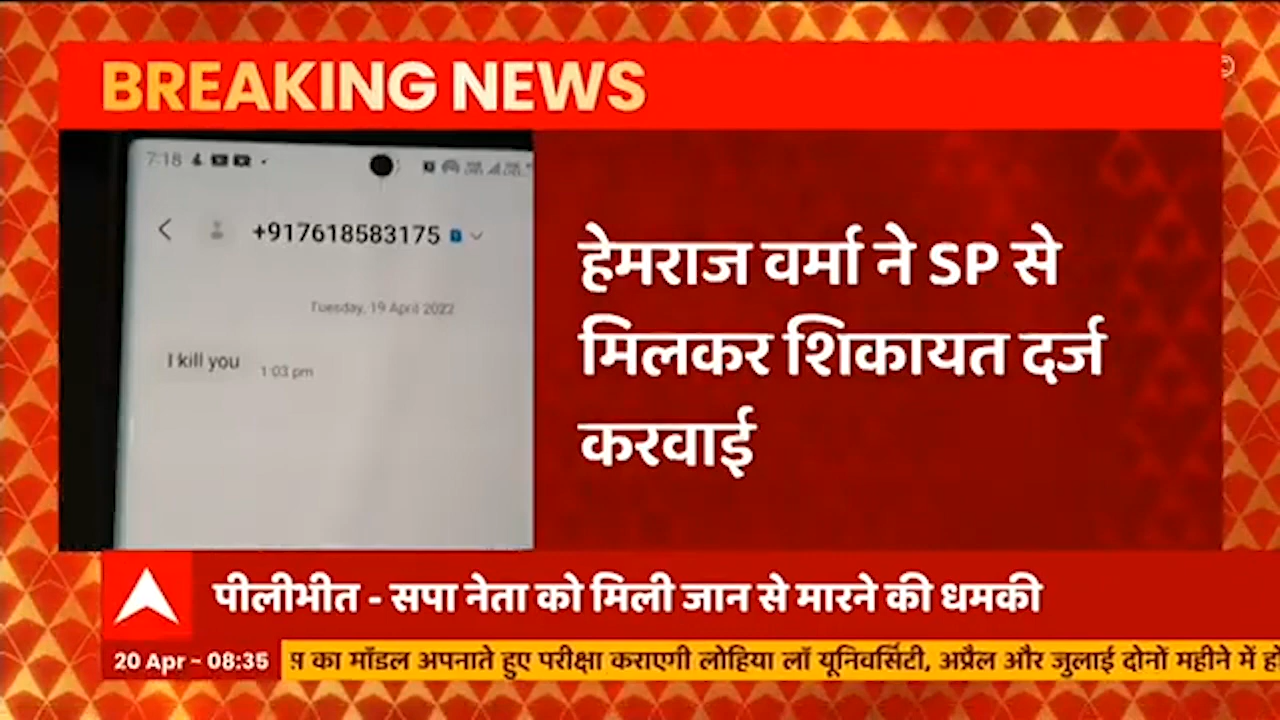 BREAKING NEWS
7:18
+917618583175
Tuesday, 19 April 2022
I kill you
1:03 pm
हेमराज वर्मा ने SP से
मिलकर शिकायत दर्ज
करवाई
पीलीभीत - सपा नेता को मिली जान से मारने की धमकी
20 Apr - 08:35
का मॉडल अपनाते हुए परीक्षा कराएगी लोहिया लॉ यूनिवर्सिटी, अप्रैल और जुलाई दोनों महीने में